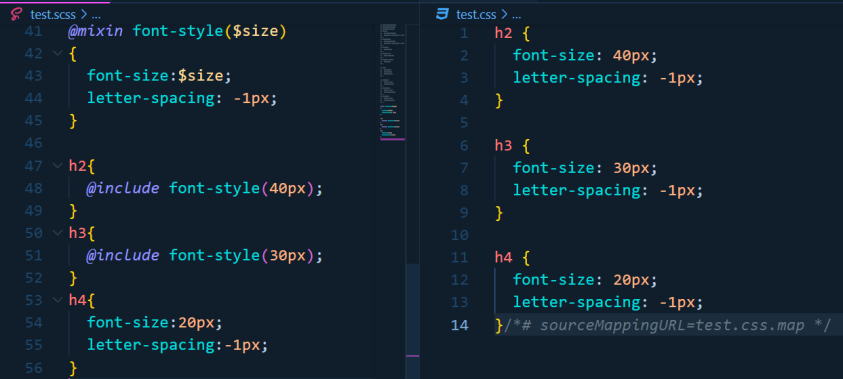 test.scss > ...
41 @mixin font-style($size)
42 {
43 font-size:$size;
44 letter-spacing: -1px;
45 }
46
47 h2{
48 @include font-style(40px);
49 }
50 h3{
51 @include font-style(30px);
52 }
53 h4{
54 font-size:20px;
55 letter-spacing:-1px;
56 }
test.css > ...
1 h2 {
2 font-size: 40px;
3 letter-spacing: -1px;
4 }
5
6 h3 {
7 font-size: 30px;
8 letter-spacing: -1px;
9 }
10
11 h4 {
12 font-size: 20px;
13 letter-spacing: -1px;
14 }/*# sourceMappingURL=test.css.map */